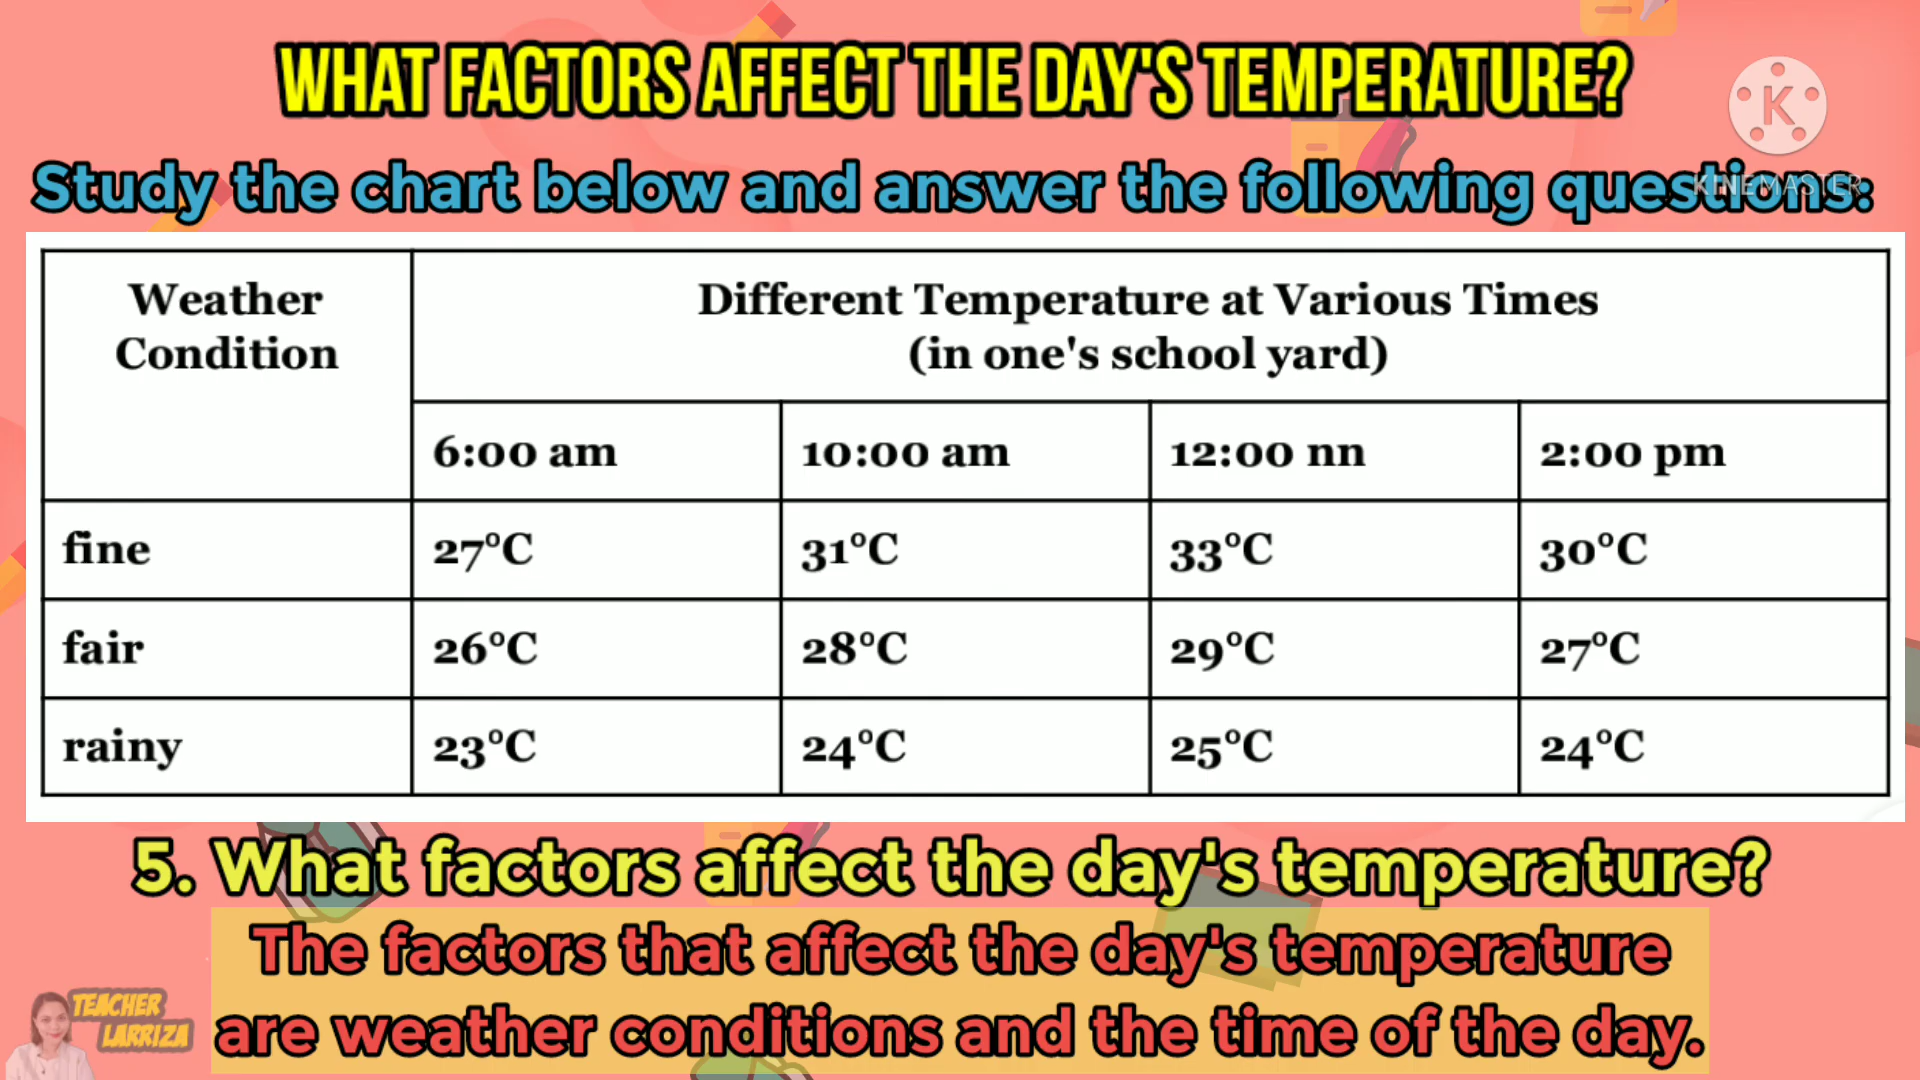 WHAT FACTORS AFFECT THE DAY'S TEMPERATURE?
K
KINEMASTER
Study the chart below and answer the following questions:
Weather Condition
Different Temperature at Various Times
(in one's school yard)
6:00 am 10:00 am 12:00 nn 2:00 pm
fine 27°C 31°C 33°C 30°C
fair 26°C 28°C 29°C 27°C
rainy 23°C 24°C 25°C 24°C
5. What factors affect the day's temperature?
The factors that affect the day's temperature
are weather conditions and the time of the day.
TEACHER
LARRIZA